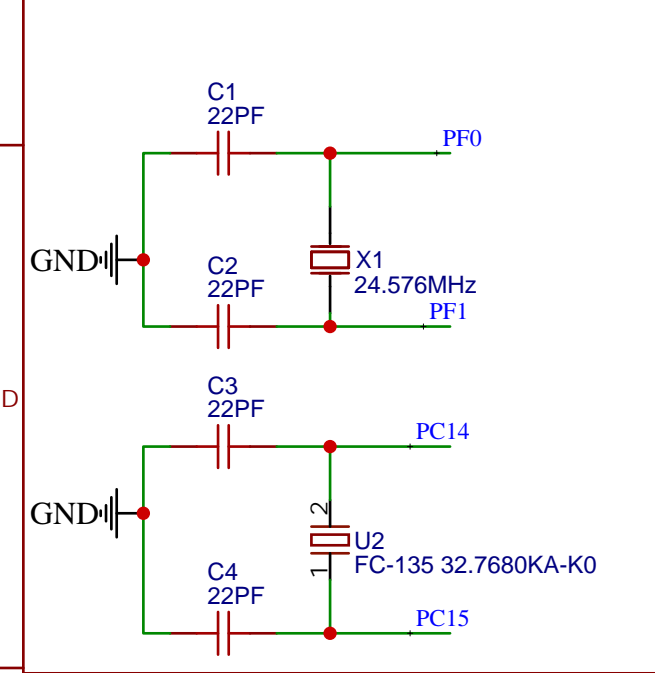 C1
22PF
PF0
GND
X1
24.576MHz
C2
22PF
PF1
C3
22PF
D
PC14
GND
2
U2
1
FC-135 32.7680KA-K0
C4
22PF
PC15